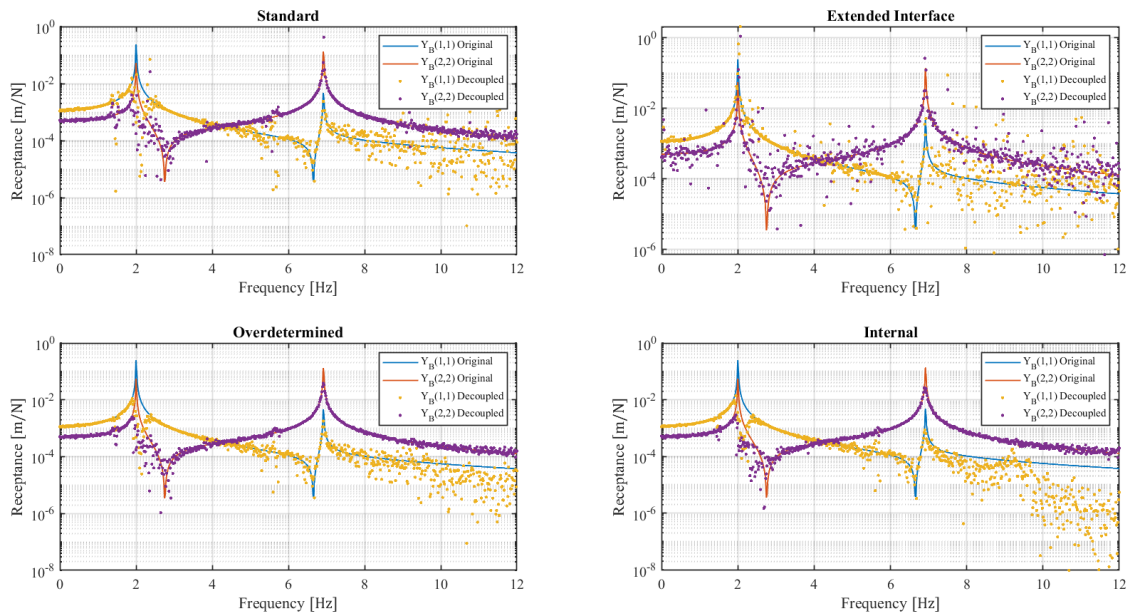 Standard
Receptance [m/N]
10^0
10^-2
10^-4
10^-6
10^-8
Y_B(1,1) Original
Y_B(2,2) Original
Y_B(1,1) Decoupled
Y_B(2,2) Decoupled
0 2 4 6 8 10 12
Frequency [Hz]
Extended Interface
Receptance [m/N]
10^0
10^-2
10^-4
10^-6
Y_B(1,1) Original
Y_B(2,2) Original
Y_B(1,1) Decoupled
Y_B(2,2) Decoupled
0 2 4 6 8 10 12
Frequency [Hz]
Overdetermined
Receptance [m/N]
10^0
10^-2
10^-4
10^-6
10^-8
Y_B(1,1) Original
Y_B(2,2) Original
Y_B(1,1) Decoupled
Y_B(2,2) Decoupled
0 2 4 6 8 10 12
Frequency [Hz]
Internal
Receptance [m/N]
10^0
10^-2
10^-4
10^-6
10^-8
Y_B(1,1) Original
Y_B(2,2) Original
Y_B(1,1) Decoupled
Y_B(2,2) Decoupled
0 2 4 6 8 10 12
Frequency [Hz]